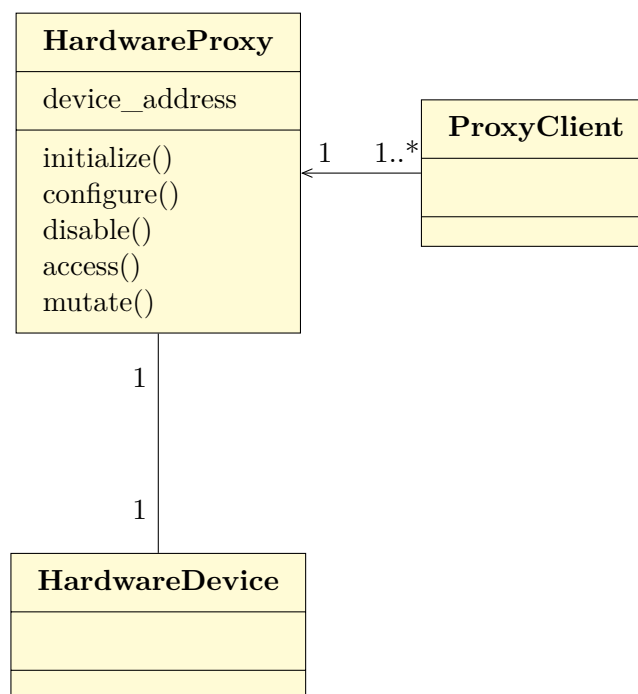 HardwareProxy
device_address
initialize()
configure()
disable()
access()
mutate()
1
1..*
ProxyClient
1
1
HardwareDevice